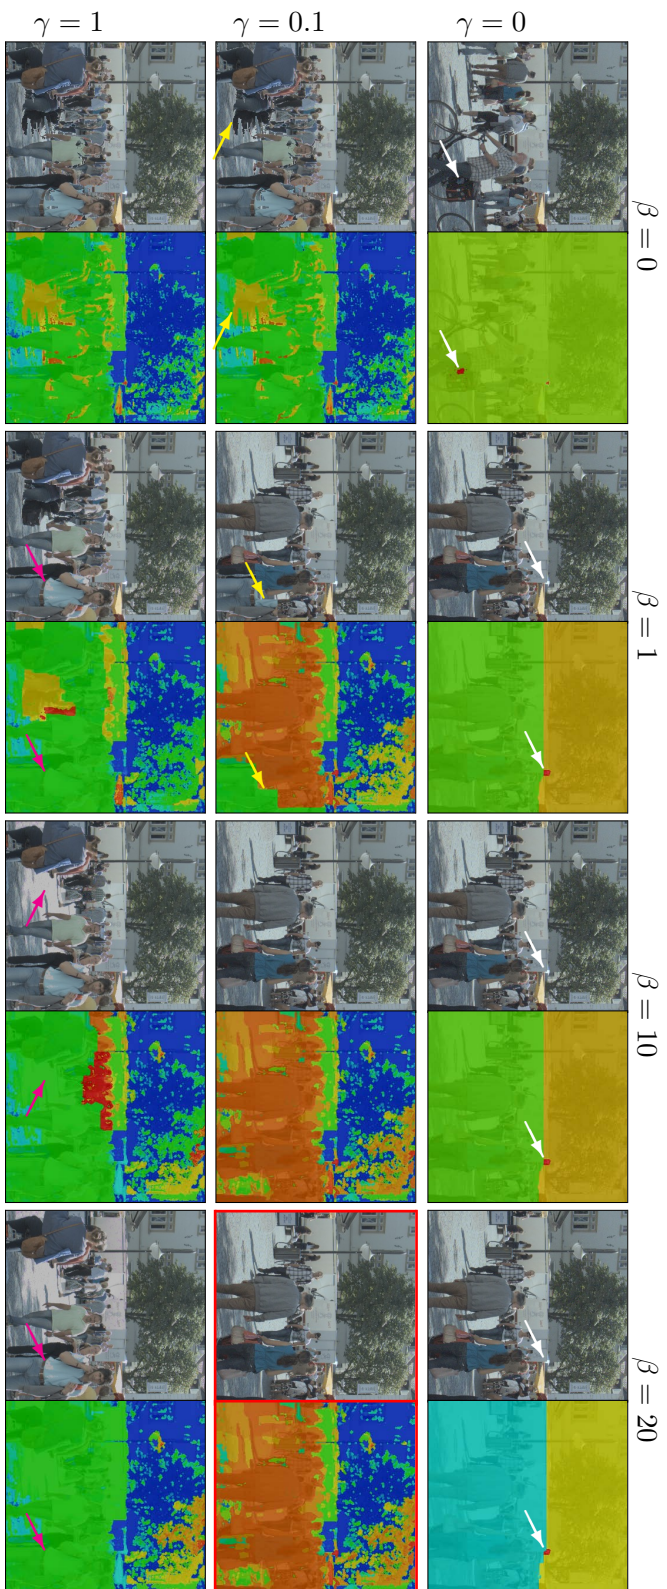 γ = 1
γ = 0.1
γ = 0
β = 0
β = 1
β = 10
β = 20